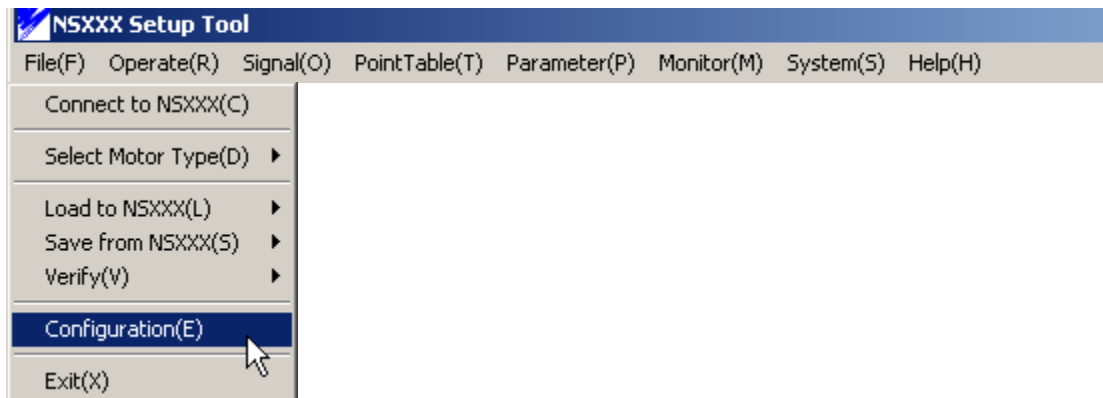 NSXXX Setup Tool
File(F) Operate(R) Signal(O) PointTable(T) Parameter(P) Monitor(M) System(S) Help(H)
Connect to NSXXX(C)
Select Motor Type(D)
Load to NSXXX(L)
Save from NSXXX(S)
Verify(V)
Configuration(E)
Exit(X)